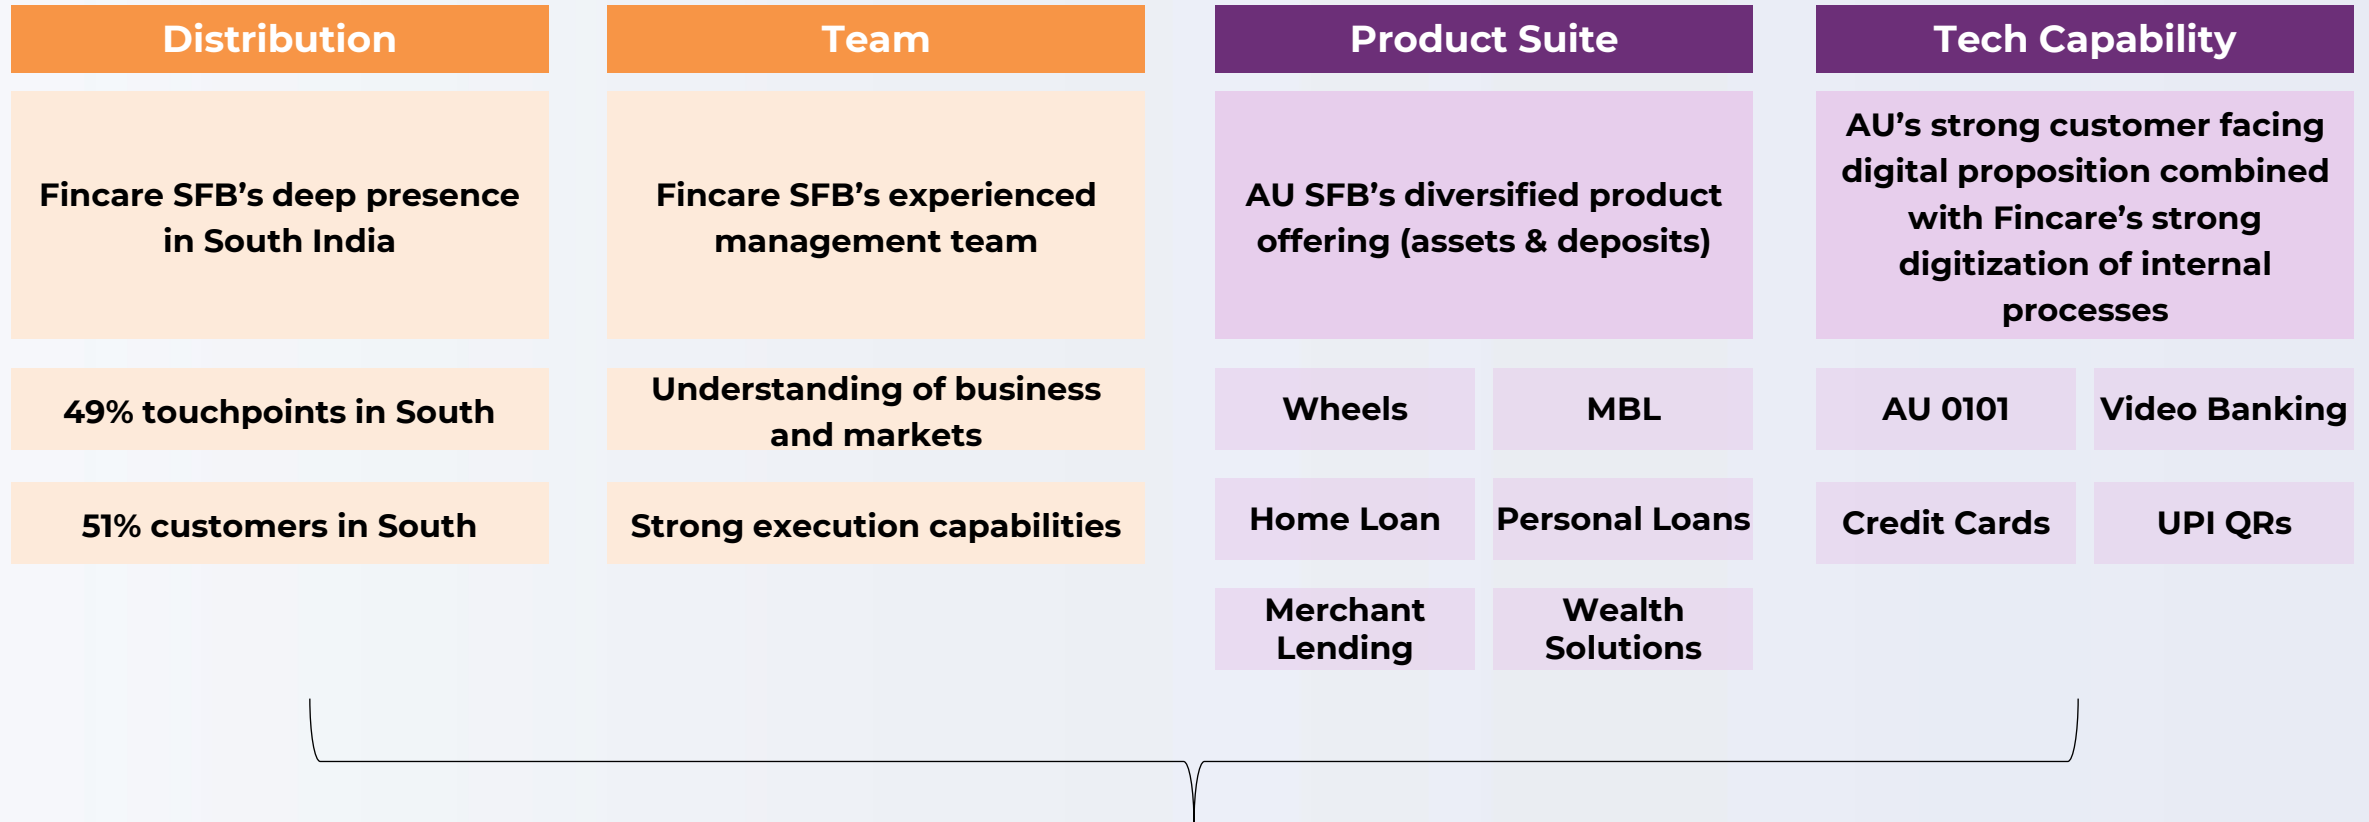 Distribution
Fincare SFB’s deep presence
in South India
49% touchpoints in South
51% customers in South
Team
Fincare SFB’s experienced
management team
Understanding of business
and markets
Strong execution capabilities
Product Suite
AU SFB’s diversified product
offering (assets & deposits)
Wheels
MBL
Home Loan
Personal Loans
Merchant
Lending
Wealth
Solutions
Tech Capability
AU’s strong customer facing
digital proposition combined
with Fincare’s strong
digitization of internal
processes
AU 0101
Video Banking
Credit Cards
UPI QRs